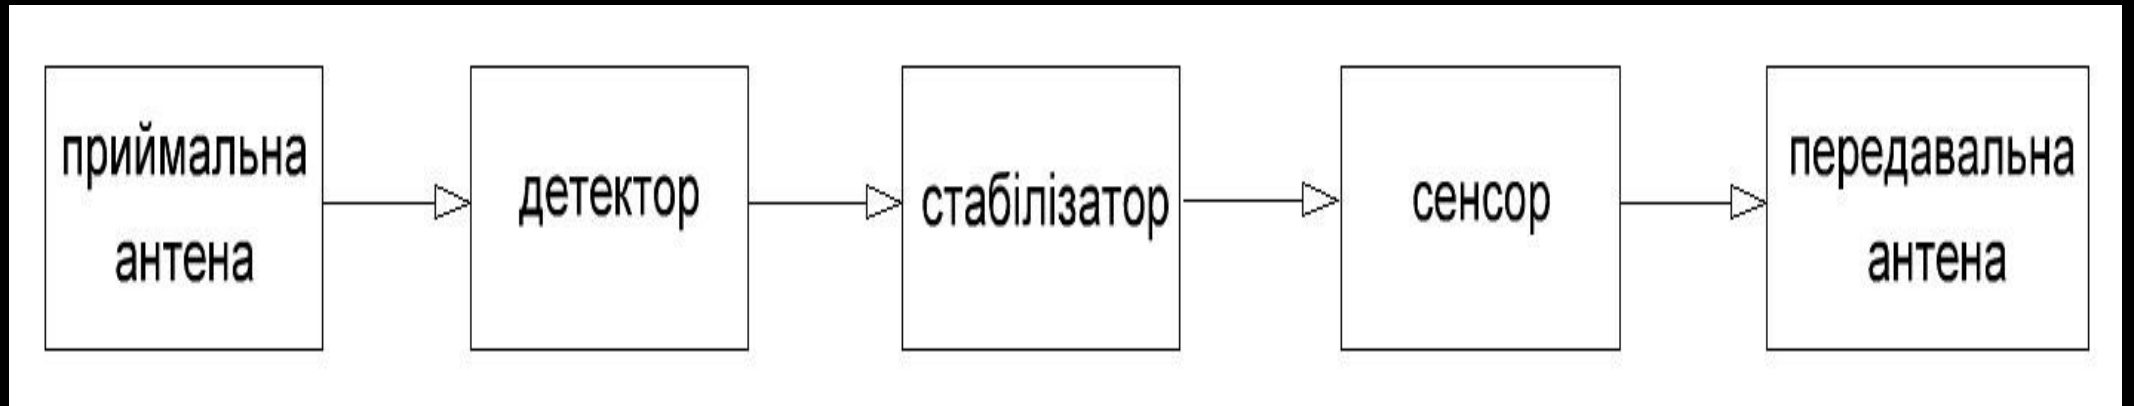 приймальна
антена
детектор
стабілізатор
сенсор
передавальна
антена